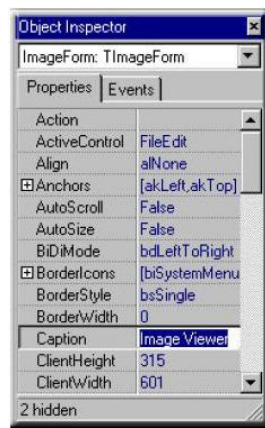 Object Inspector
ImageForm: TImageForm
Properties Events
Action
ActiveControl FileEdit
Align alNone
Anchors [akLeft,akTop]
AutoScroll False
AutoSize False
BiDiMode bdLeftToRight
BorderIcons [biSystemMenu
BorderStyle bsSingle
BorderWidth 0
Caption Image Viewer
ClientHeight 315
ClientWidth 601
2 hidden